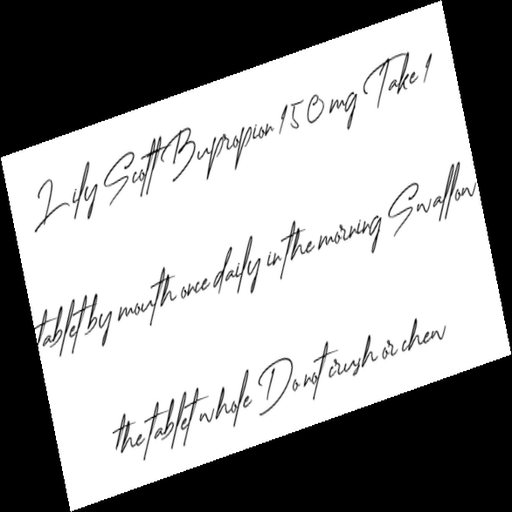 Lily Scott Bupropion 150 mg Take 1
tablet by mouth once daily in the morning Swallow
the tablet whole Do not crush or chew